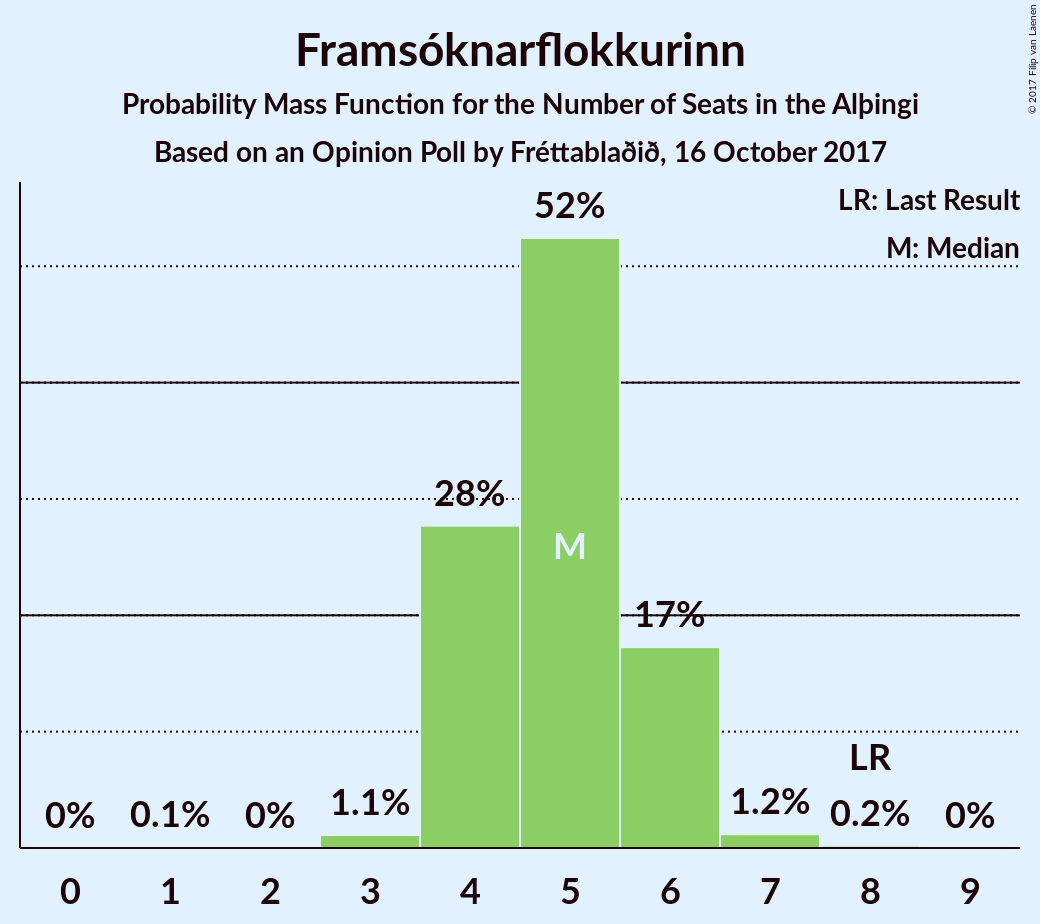 Framsóknarflokkurinn
Probability Mass Function for the Number of Seats in the Alþingi
Based on an Opinion Poll by Fréttablaðið, 16 October 2017
© 2017 Filip van Laenen
LR: Last Result
M: Median
52%
28%
M
17%
LR
0% 0.1% 0% 1.1% 1.2% 0.2% 0%
0 1 2 3 4 5 6 7 8 9